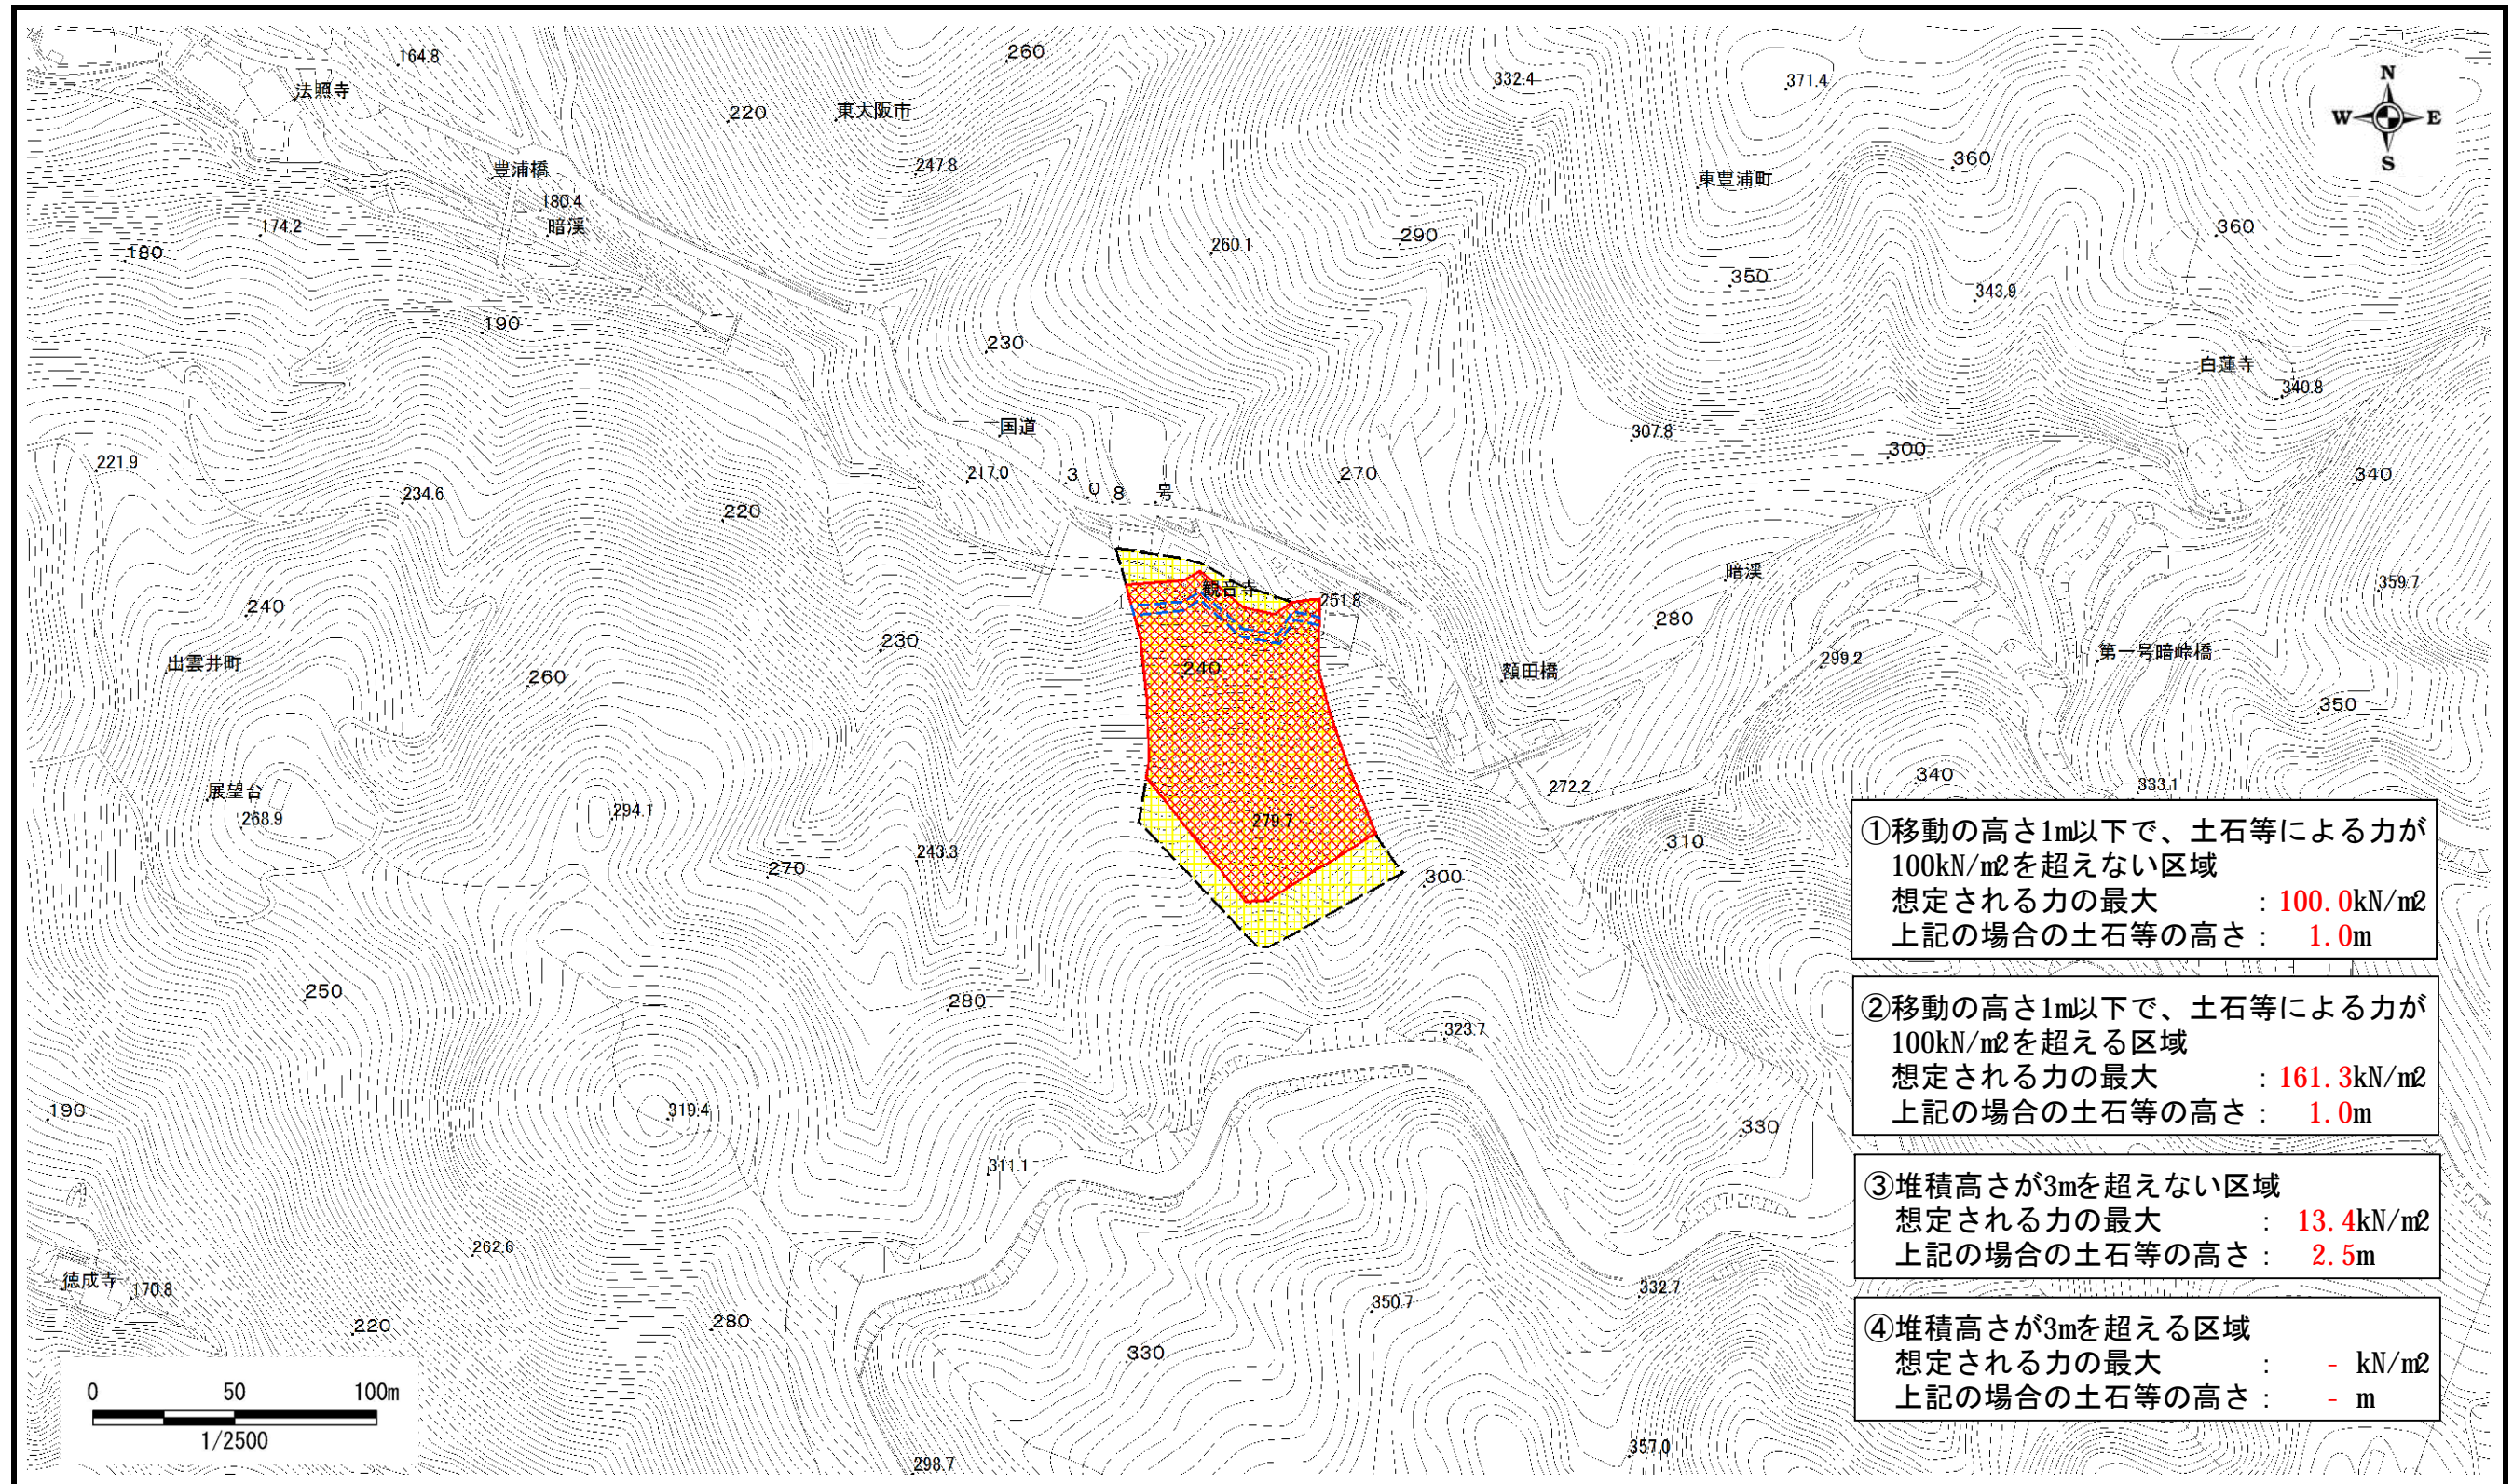 260
164.8
332.4
371.4
N
法照寺
220
東大阪市
W
E
S
豊浦橋
247.8
360
東豊浦町
180.4
暗渓
174.2
360
180
260.1
290
350
343.9
190
230
白蓮寺
340.8
国道
307.8
300
221.9
217.0
3 0 8 号
270
340
234.6
220
暗渓
359.7
観音寺
251.8
240
280
230
第一号暗峠橋
出雲井町
240
額田橋
299.2
260
350
340
333.1
272.2
展望台
268.9
294.1
279.7
310
243.3
270
300
①移動の高さ1m以下で、土石等による力が
100kN/m2を超えない区域
想定される力の最大 : 100.0kN/m2
上記の場合の土石等の高さ : 1.0m
250
280
②移動の高さ1m以下で、土石等による力が
100kN/m2を超える区域
想定される力の最大 : 161.3kN/m2
上記の場合の土石等の高さ : 1.0m
323.7
190
319.4
330
311.1
③堆積高さが3mを超えない区域
想定される力の最大 : 13.4kN/m2
上記の場合の土石等の高さ : 2.5m
262.6
徳成寺
170.8
332.7
350.7
220
280
330
④堆積高さが3mを超える区域
想定される力の最大 : - kN/m2
上記の場合の土石等の高さ : - m
0 50 100m
1/2500
357.0
298.7